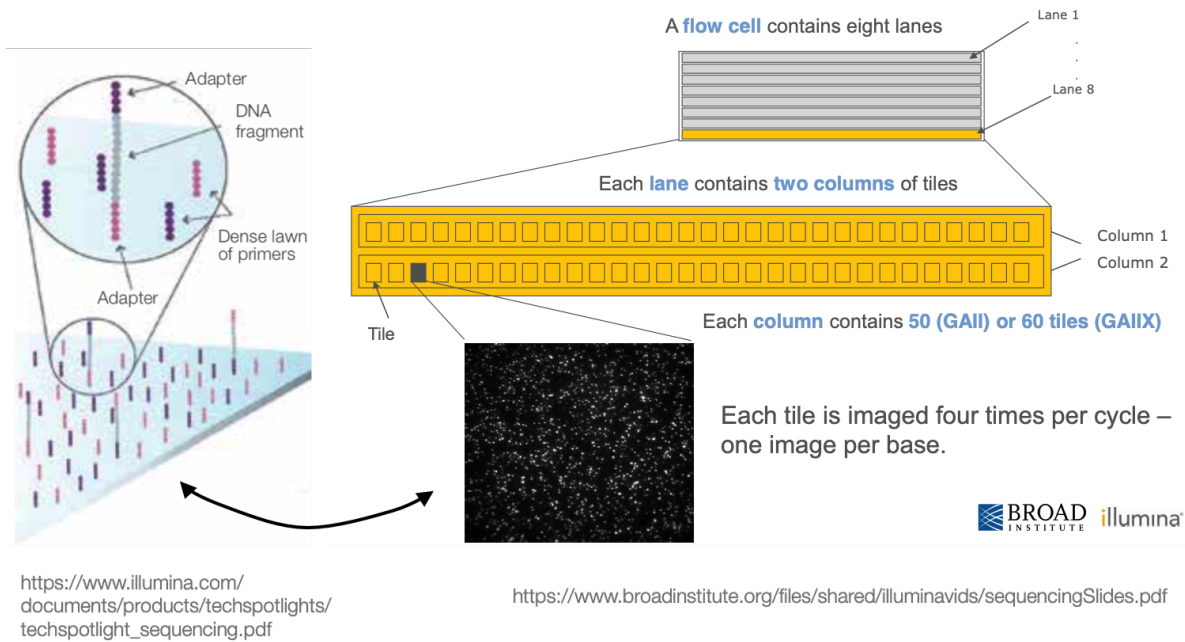 A flow cell contains eight lanes
Lane 1
.
.
.
Lane 8
Adapter
DNA
fragment
Dense lawn
of primers
Adapter
Each lane contains two columns of tiles
Column 1
Column 2
Tile
Each column contains 50 (GAII) or 60 tiles (GAIIX)
Each tile is imaged four times per cycle –
one image per base.
BROAD
INSTITUTE
illumina®
https://www.illumina.com/
documents/products/techspotlights/
techspotlight_sequencing.pdf
https://www.broadinstitute.org/files/shared/illuminavids/sequencingSlides.pdf